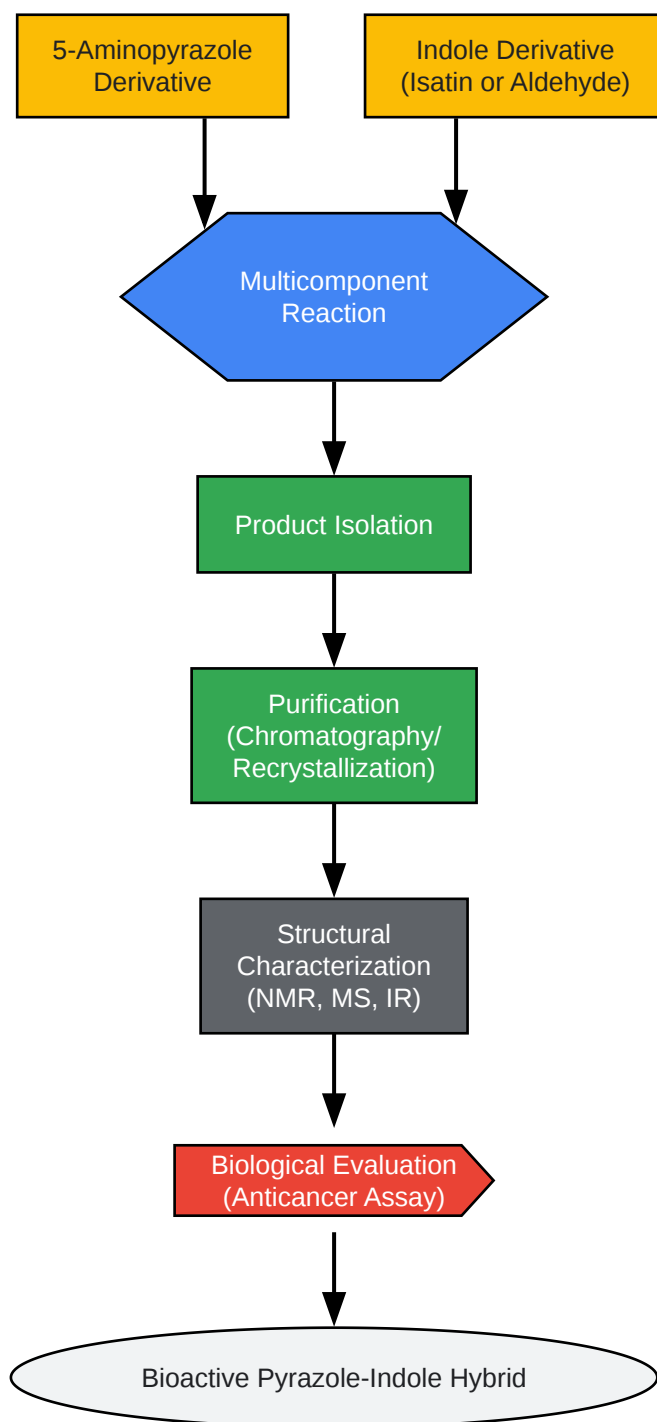 5-Aminopyrazole
Derivative
Indole Derivative
(Isatin or Aldehyde)
Multicomponent
Reaction
Product Isolation
Purification
(Chromatography/
Recrystallization)
Structural
Characterization
(NMR, MS, IR)
Biological Evaluation
(Anticancer Assay)
Bioactive Pyrazole-Indole Hybrid